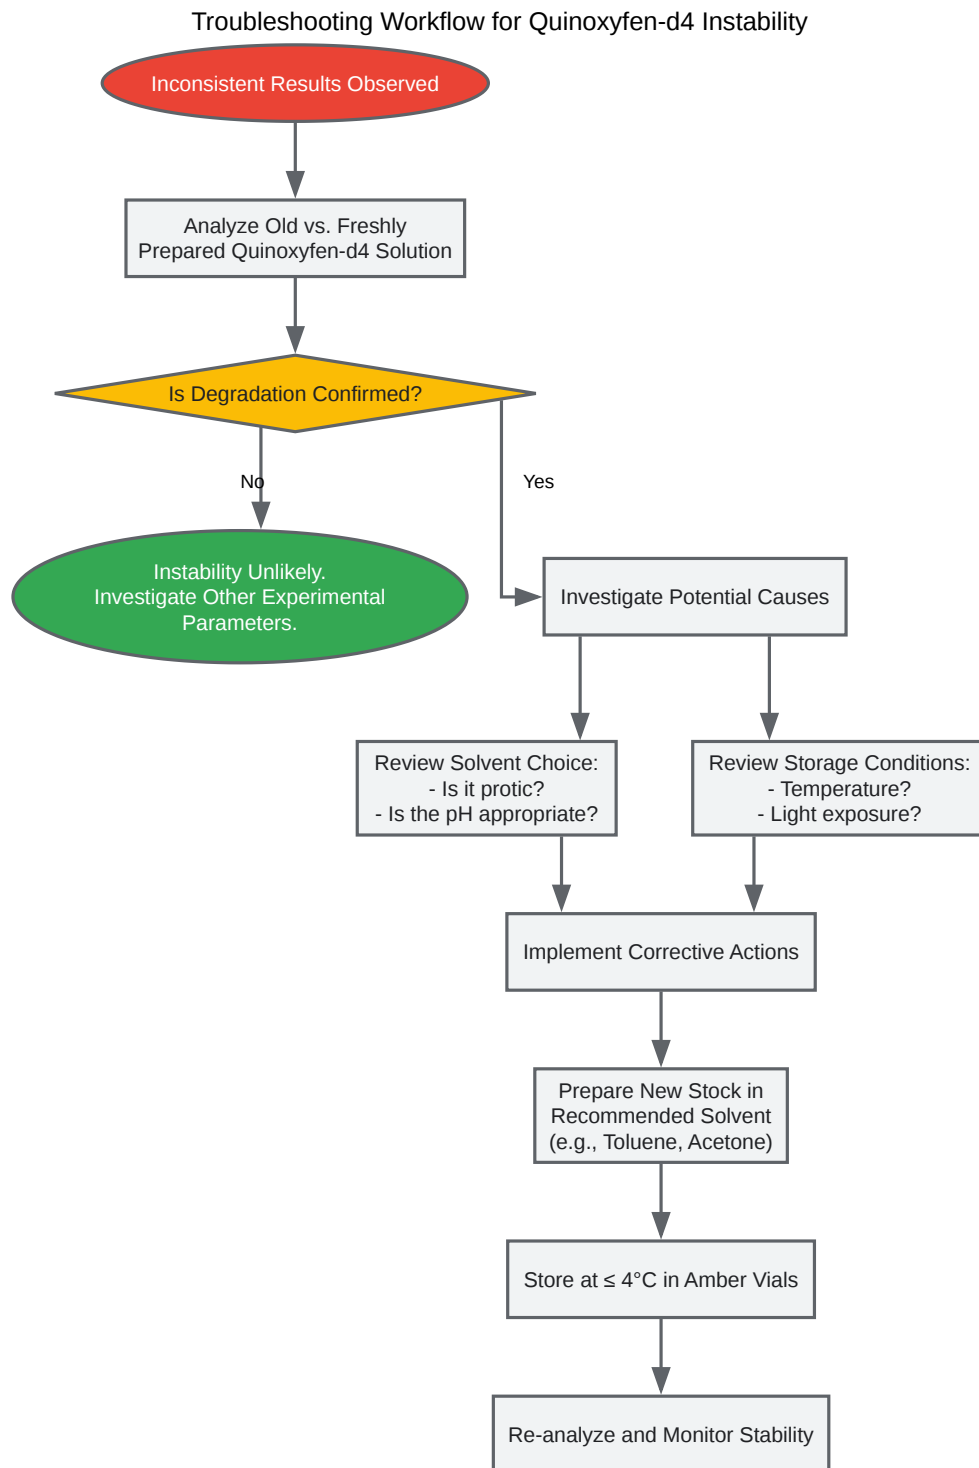 Troubleshooting Workflow for Quinoxyfen-d4 Instability
Inconsistent Results Observed
Analyze Old vs. Freshly
Prepared Quinoxyfen-d4 Solution
Is Degradation Confirmed?
No
Yes
Instability Unlikely.
Investigate Other Experimental
Parameters.
Investigate Potential Causes
Review Solvent Choice:
- Is it protic?
- Is the pH appropriate?
Review Storage Conditions:
- Temperature?
- Light exposure?
Implement Corrective Actions
Prepare New Stock in
Recommended Solvent
(e.g., Toluene, Acetone)
Store at ≤ 4°C in Amber Vials
Re-analyze and Monitor Stability